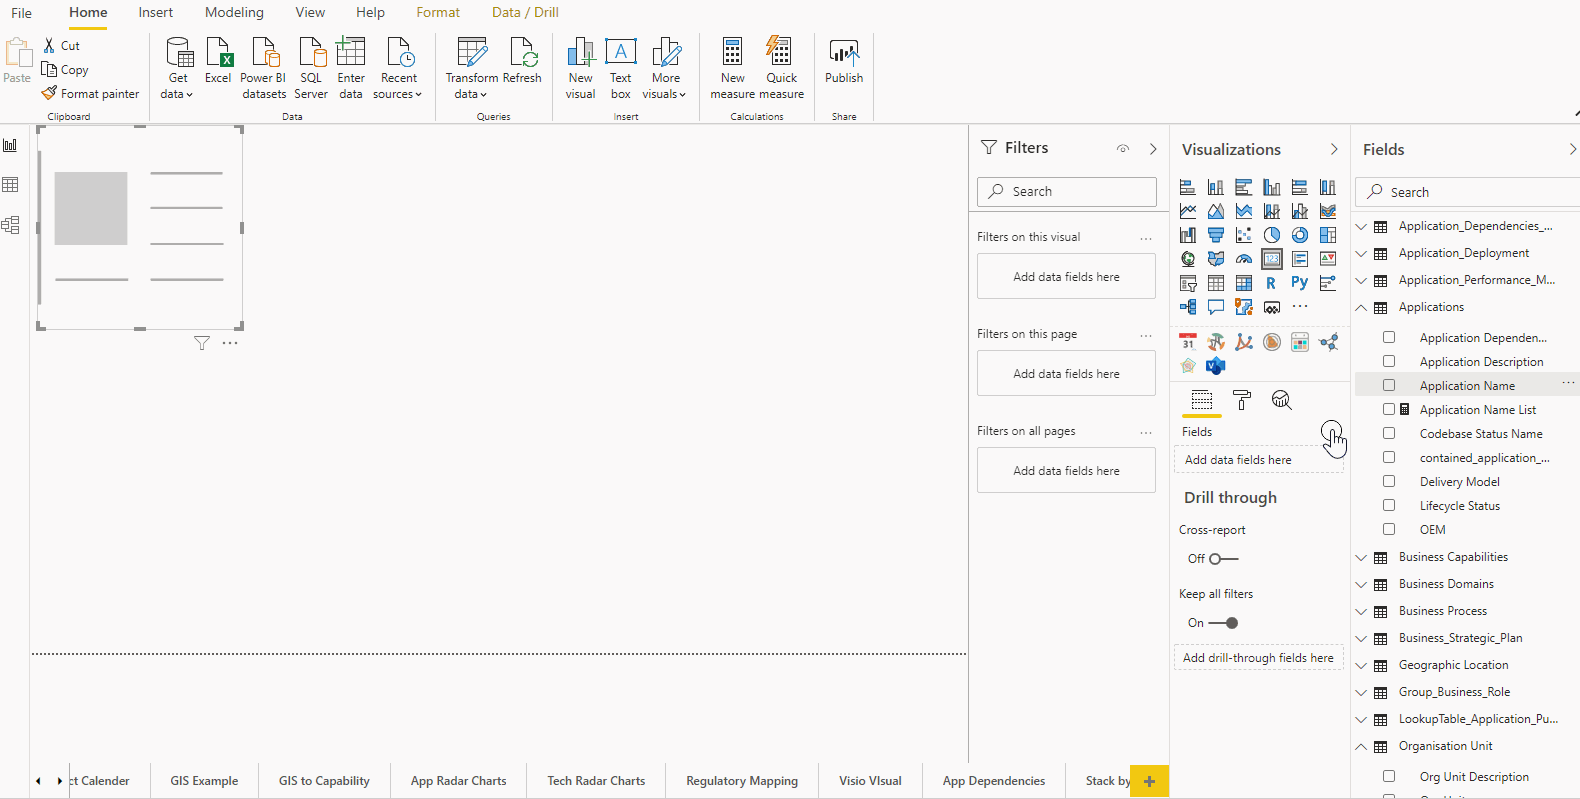 File Home Insert Modeling View Help Format Data / Drill
Paste
Cut
Copy
Format painter
Clipboard
Get data
Excel
Power BI datasets
SQL Server
Enter data
Recent sources
Data
Transform data
Refresh
Queries
New visual
Text box
A
More visuals
Insert
New measure
Quick measure
Calculations
Publish
Share
Filters
Search
Filters on this visual ...
Add data fields here
Filters on this page ...
Add data fields here
Filters on all pages ...
Add data fields here
Visualizations
123
R Py
...
31
Fields
Add data fields here
Drill through
Cross-report
Off
Keep all filters
On
Add drill-through fields here
Fields
Search
Application_Dependencies_...
Application_Deployment
Application_Performance_M...
Applications
Application Dependen...
Application Description
Application Name ...
Application Name List
Codebase Status Name
contained_application_...
Delivery Model
Lifecycle Status
OEM
Business Capabilities
Business Domains
Business Process
Business_Strategic_Plan
Geographic Location
Group_Business_Role
LookupTable_Application_Pu...
Organisation Unit
Org Unit Description
ct Calender GIS Example GIS to Capability App Radar Charts Tech Radar Charts Regulatory Mapping Visio VIsual App Dependencies Stack by +